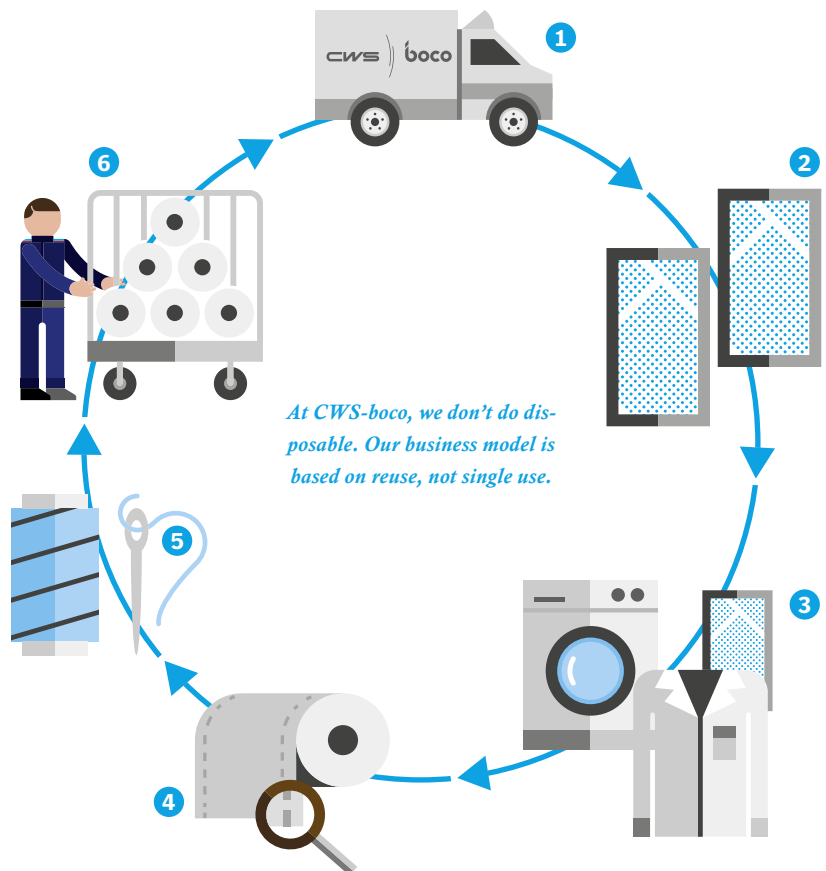 cws boco
1
2
6
At CWS-boco, we don't do dis-
posable. Our business model is
based on reuse, not single use.
5
3
4